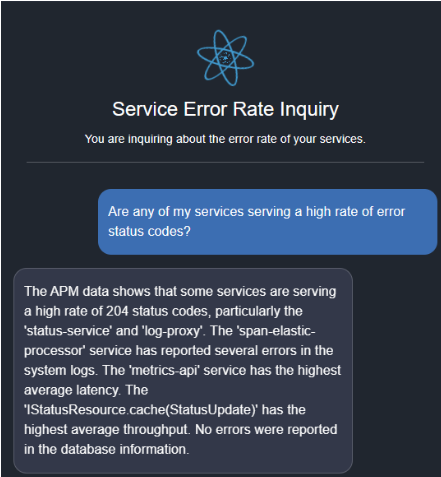 Service Error Rate Inquiry
You are inquiring about the error rate of your services.
Are any of my services serving a high rate of error
status codes?
The APM data shows that some services are serving
a high rate of 204 status codes, particularly the
'status-service' and 'log-proxy'. The 'span-elastic-
processor' service has reported several errors in the
system logs. The 'metrics-api' service has the highest
average latency. The
'IStatusResource.cache(StatusUpdate)' has the
highest average throughput. No errors were reported
in the database information.